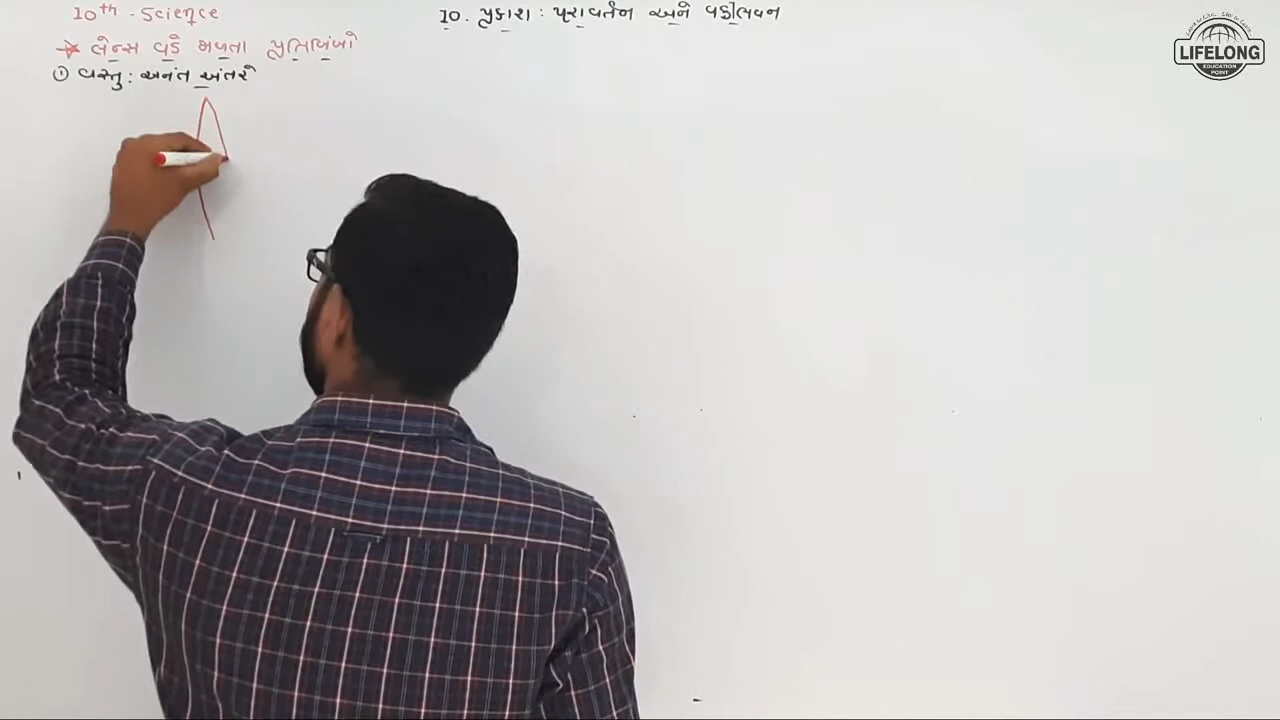 10th - Science
10. પ્રકાશ : પરાવર્તન અને વક્રીભવન
* લેન્સ વડે મળતા પ્રતિબિંબો
① વસ્તુ : અનંત અંતરે
LIFELONG
EDUCATION
POINT